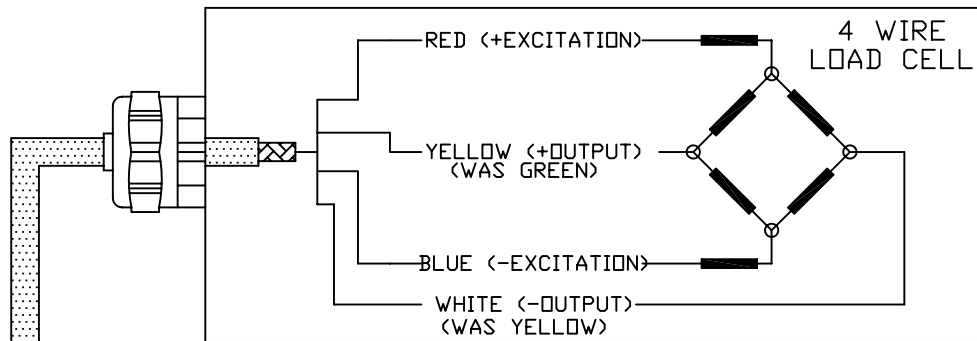 RED (+EXCITATION)
4 WIRE
LOAD CELL
YELLOW (+OUTPUT)
(WAS GREEN)
BLUE (-EXCITATION)
WHITE (-OUTPUT)
(WAS YELLOW)